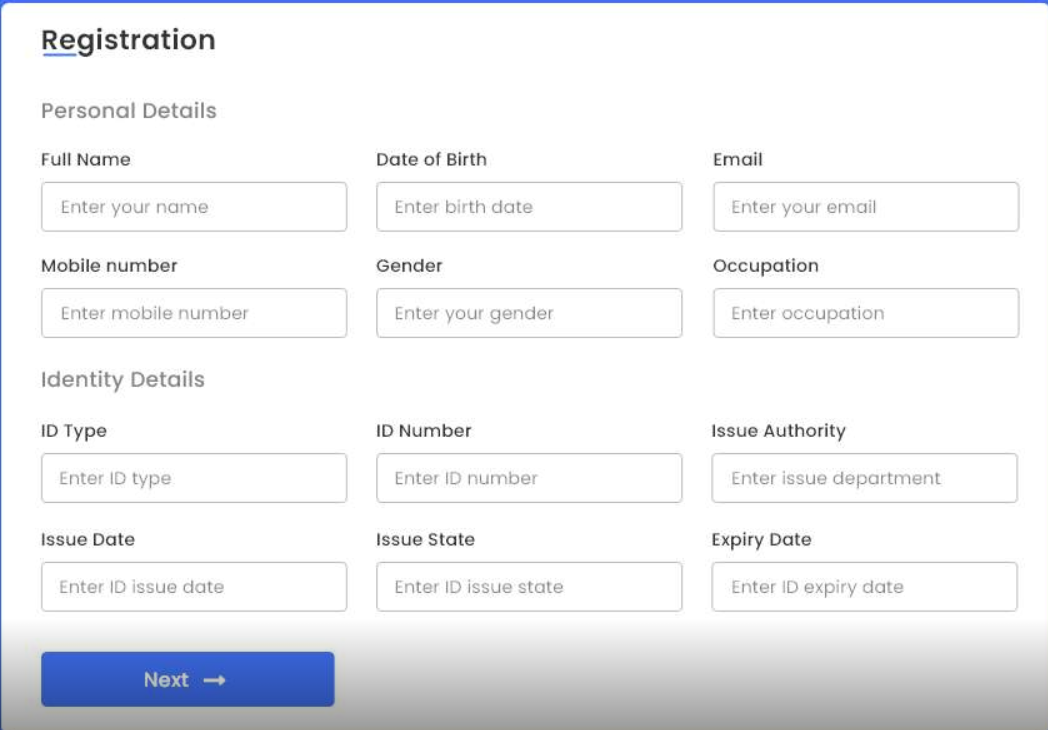 Registration
Personal Details
Full Name Date of Birth Email
Enter your name Enter birth date Enter your email
Mobile number Gender Occupation
Enter mobile number Enter your gender Enter occupation
Identity Details
ID Type ID Number Issue Authority
Enter ID type Enter ID number Enter issue department
Issue Date Issue State Expiry Date
Enter ID issue date Enter ID issue state Enter ID expiry date
Next →